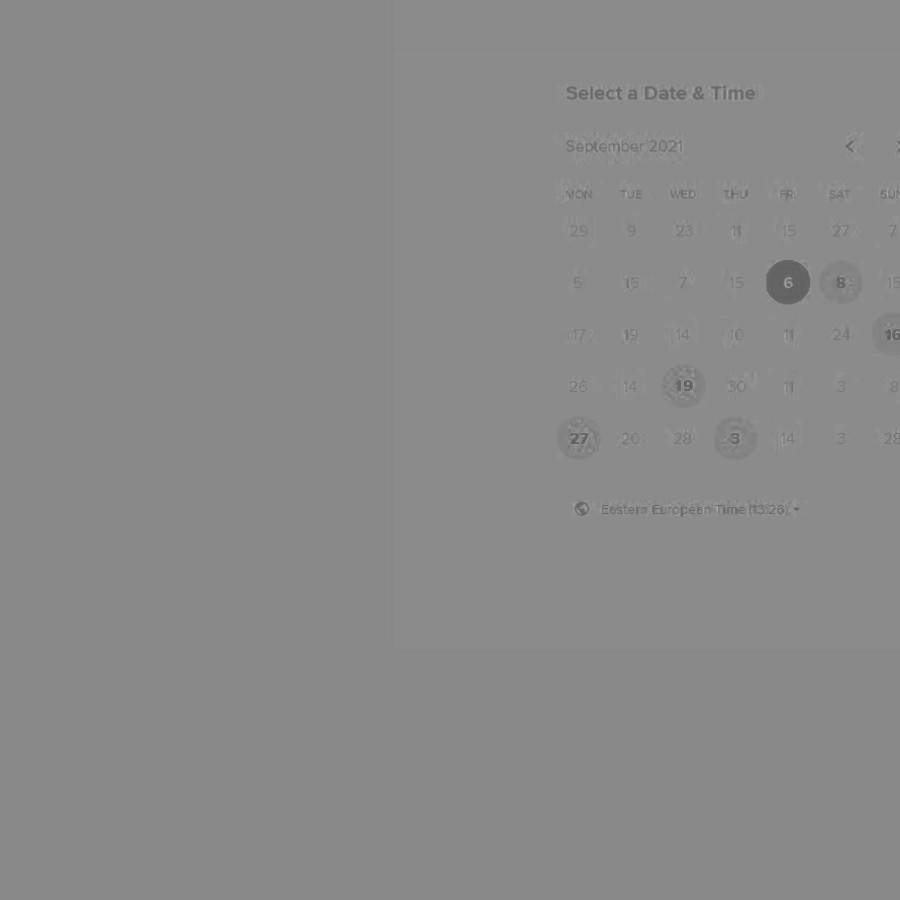 Select a Date & Time
September 2021
MON TUE WED THU FRI SAT SUN
29 9 23 11 15 27 7
5 16 7 15 6 8 15
17 19 14 10 11 24 16
26 14 19 30 11 3 8
27 20 28 3 14 3 28
Eestern European Time (13:26)